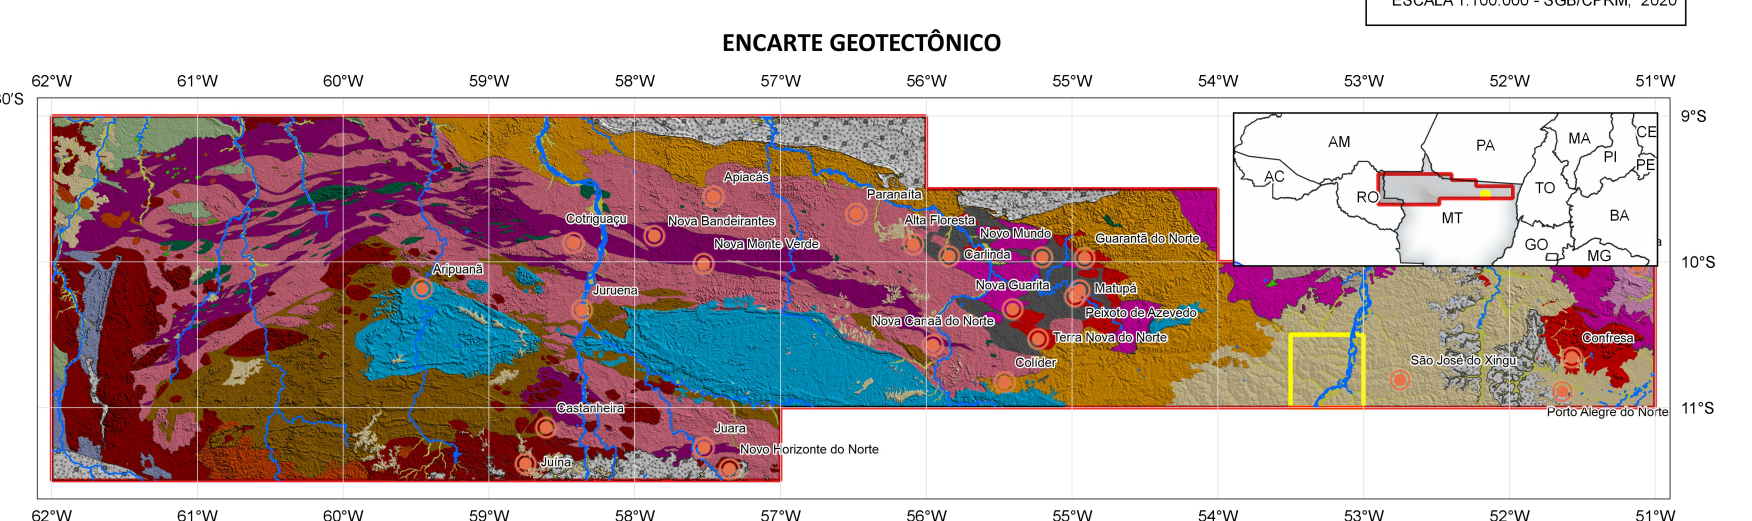 ESCALA 1:100.000 - SGB/CPRM, 2020
ENCARTE GEOTECTÔNICO
62°W 61°W 60°W 59°W 58°W 57°W 56°W 55°W 54°W 53°W 52°W 51°W
0'S
9°S
AM
PA
MA
CE
PI
PE
AC
RO
TO
MT
BA
GO
MG
a
Apiacás
Paranaíta
Cotriguaçu
Nova Bandeirantes
Alta Floresta
Nova Monte Verde
Novo Mundo
Guarantã do Norte
Carlinda
10°S
Aripuanã
Juruena
Nova Guarita
Matupá
Peixoto de Azevedo
Nova Canaã do Norte
Terra Nova do Norte
Confresa
Colíder
São José do Xingu
Castanheira
11°S
Porto Alegre do Norte
Juara
Novo Horizonte do Norte
Juína
62°W 61°W 60°W 59°W 58°W 57°W 56°W 55°W 54°W 53°W 52°W 51°W